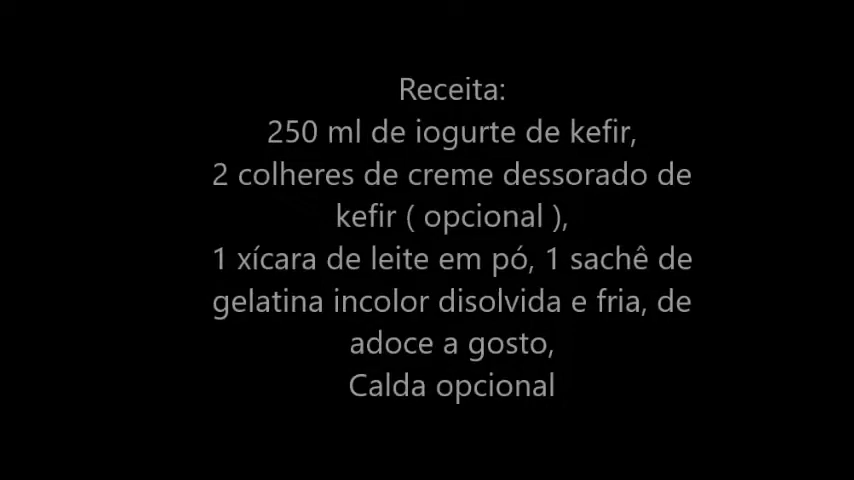 Receita:
250 ml de iogurte de kefir,
2 colheres de creme dessorado de
kefir ( opcional ),
1 xícara de leite em pó, 1 sachê de
gelatina incolor disolvida e fria, de
adoce a gosto,
Calda opcional